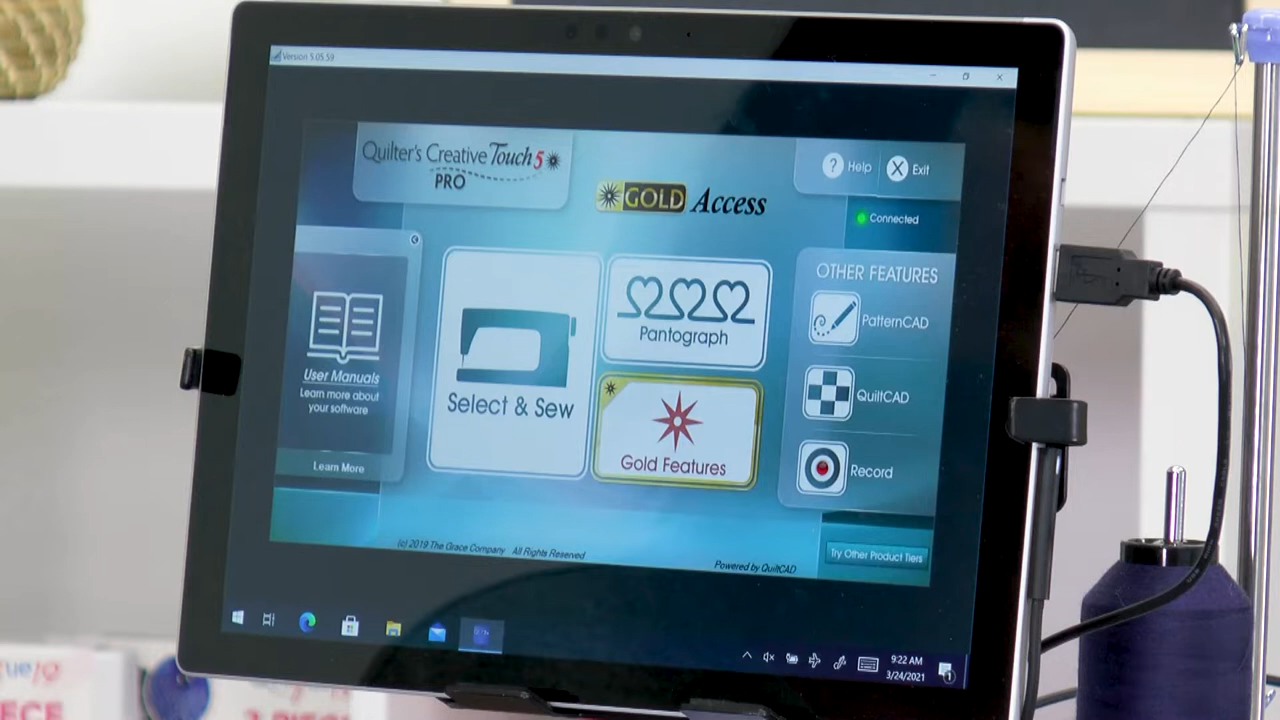 Version 5.05.59
Quilter's Creative Touch 5
PRO
GOLD Access
? Help
X Exit
Connected
User Manuals
Learn more about
your software
Learn More
Select & Sew
Pantograph
Gold Features
OTHER FEATURES
PatternCAD
QuiltCAD
Record
(c) 2019 The Grace Company All Rights Reserved
Powered by QuiltCAD
Try Other Product Tiers
9:22 AM
3/24/2021
1